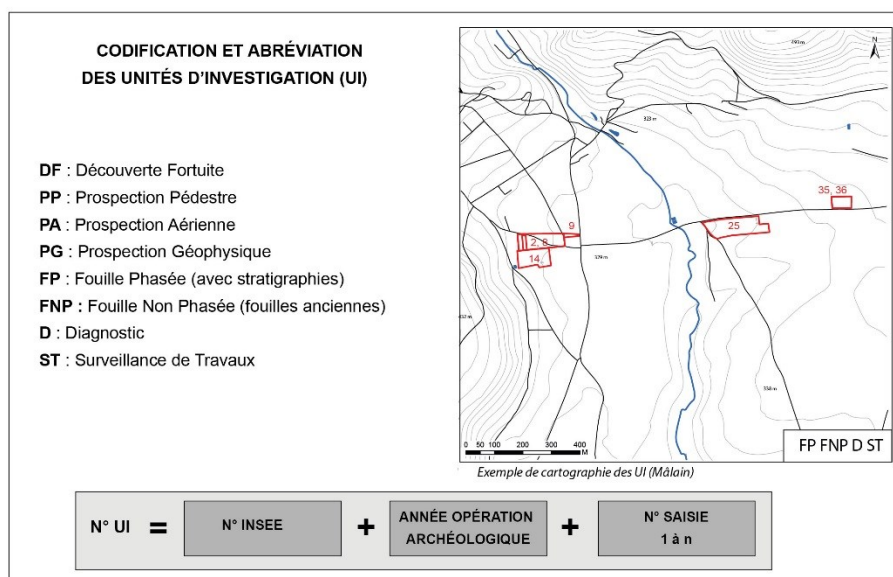 CODIFICATION ET ABRÉVIATION
DES UNITÉS D'INVESTIGATION (UI)
DF : Découverte Fortuite
PP : Prospection Pédestre
PA : Prospection Aérienne
PG : Prospection Géophysique
FP : Fouille Phasée (avec stratigraphies)
FNP : Fouille Non Phasée (fouilles anciennes)
D : Diagnostic
ST : Surveillance de Travaux
N
323 m
35, 36
9
2, 8
25
14
329 m
0 50 100 200 300 400
M
FP FNP D ST
Exemple de cartographie des UI (Mâlain)
N° UI = N° INSEE + ANNÉE OPÉRATION
ARCHÉOLOGIQUE + N° SAISIE
1 à n